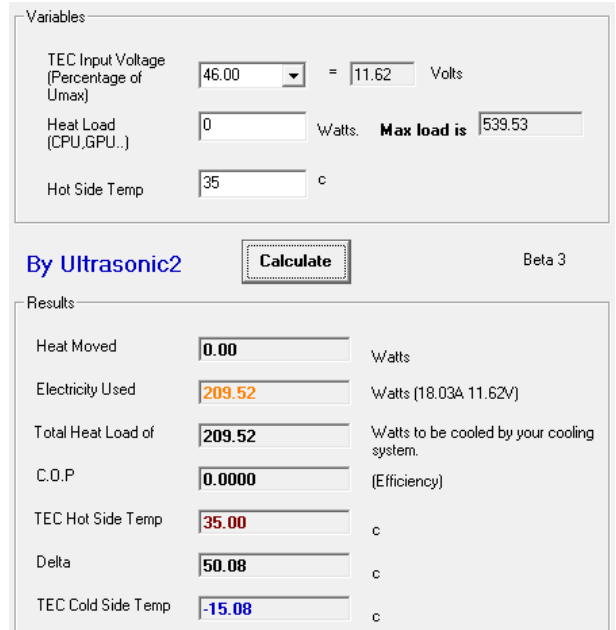 Variables
TEC Input Voltage
(Percentage of
Umax)
46.00
= 11.62 Volts
Heat Load
(CPU,GPU..)
0
Watts. Max load is 539.53
Hot Side Temp
35
c
By Ultrasonic2
Calculate
Beta 3
Results
Heat Moved
0.00
Watts
Electricity Used
209.52
Watts (18.03A 11.62V)
Total Heat Load of
209.52
Watts to be cooled by your cooling
system.
C.O.P
0.0000
(Efficiency)
TEC Hot Side Temp
35.00
c
Delta
50.08
c
TEC Cold Side Temp
-15.08
c